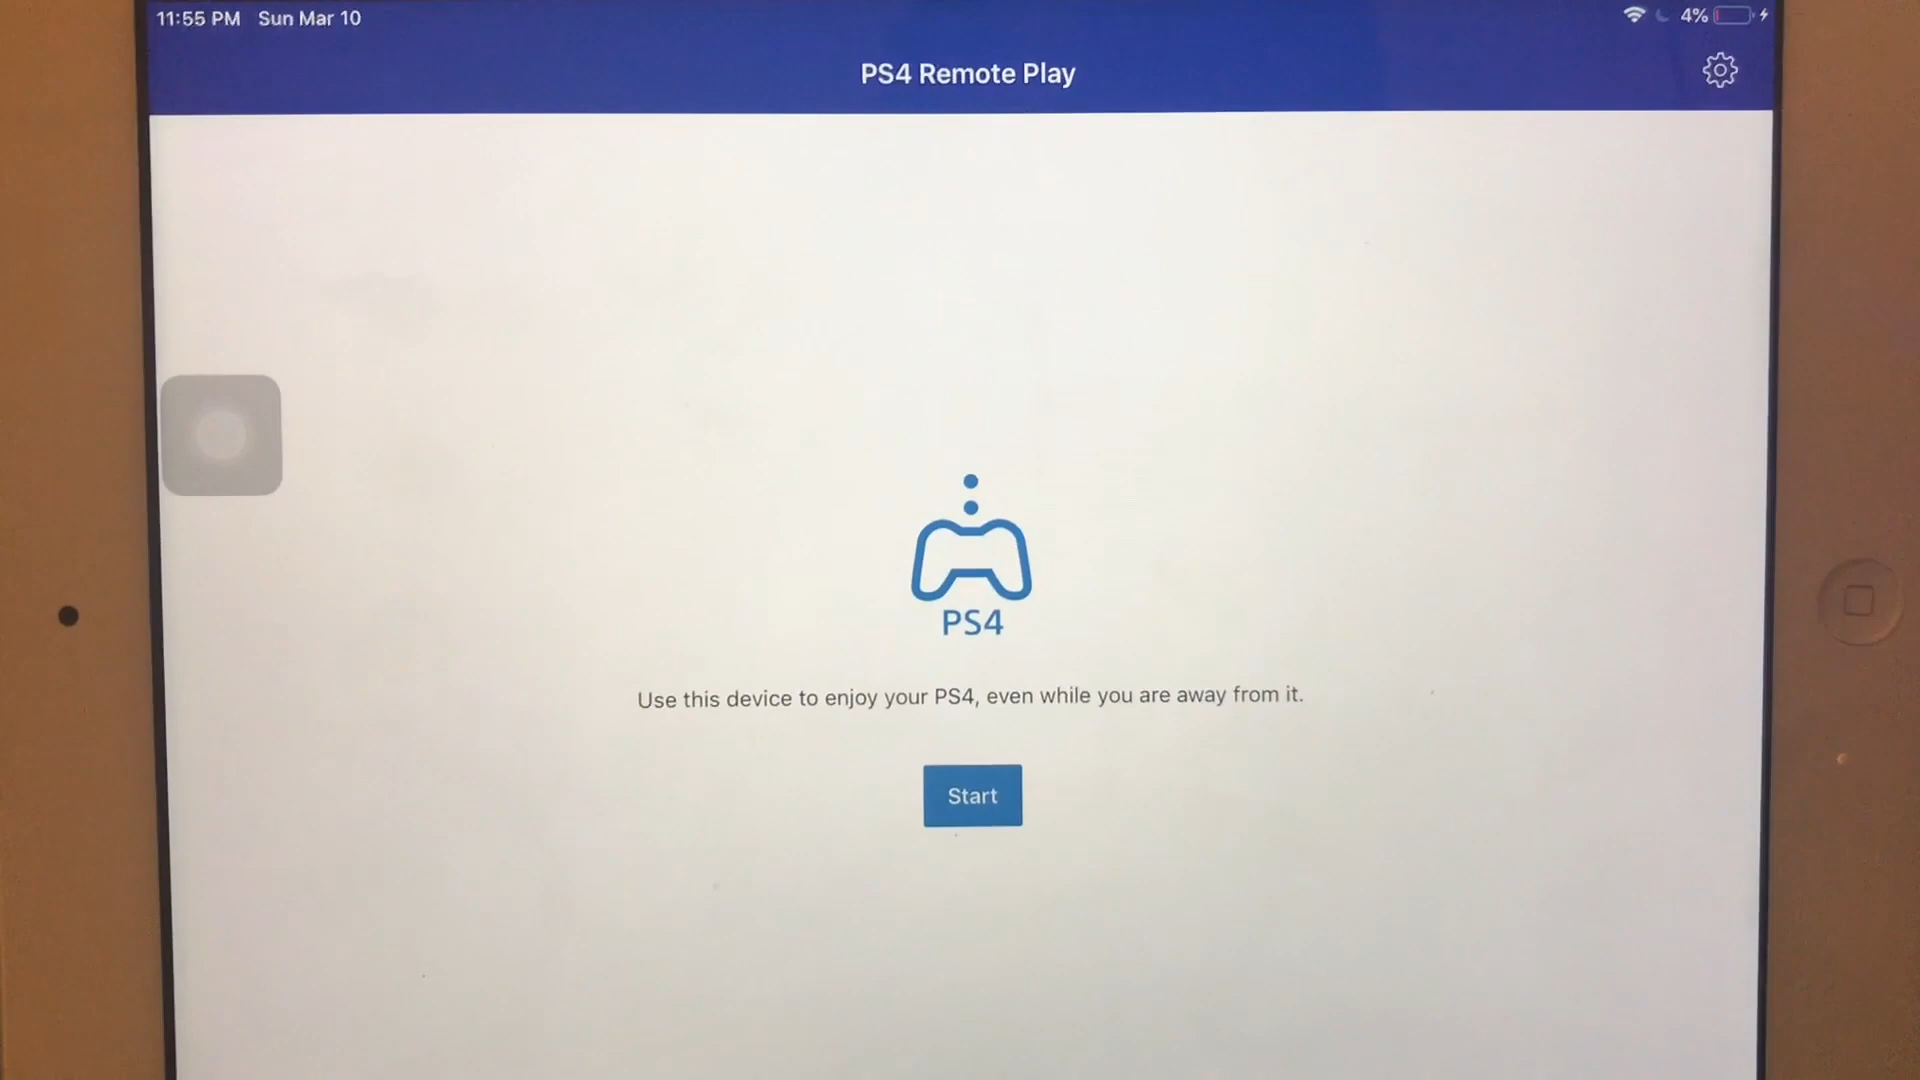 11:55 PM Sun Mar 10
4%
PS4 Remote Play
PS4
Use this device to enjoy your PS4, even while you are away from it.
Start